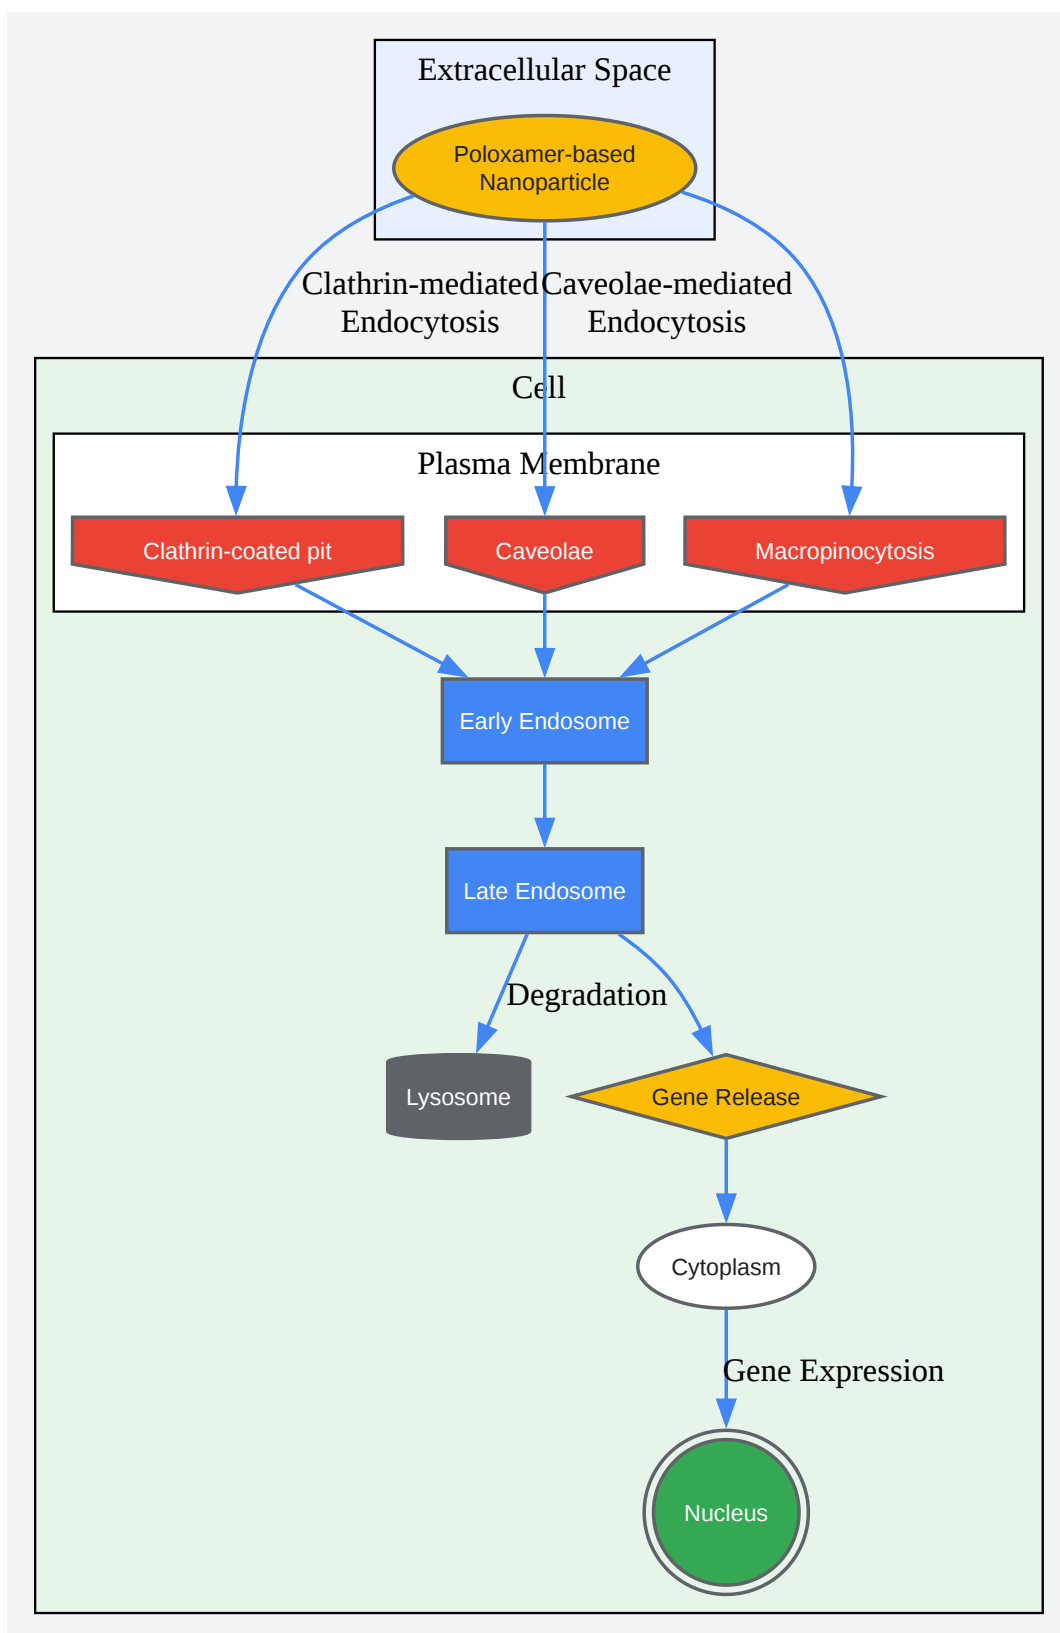 Extracellular Space
Poloxamer-based
Nanoparticle
Clathrin-mediated
Endocytosis
Caveolae-mediated
Endocytosis
Cell
Plasma Membrane
Clathrin-coated pit
Caveolae
Macropinocytosis
Early Endosome
Late Endosome
Degradation
Lysosome
Gene Release
Cytoplasm
Gene Expression
Nucleus